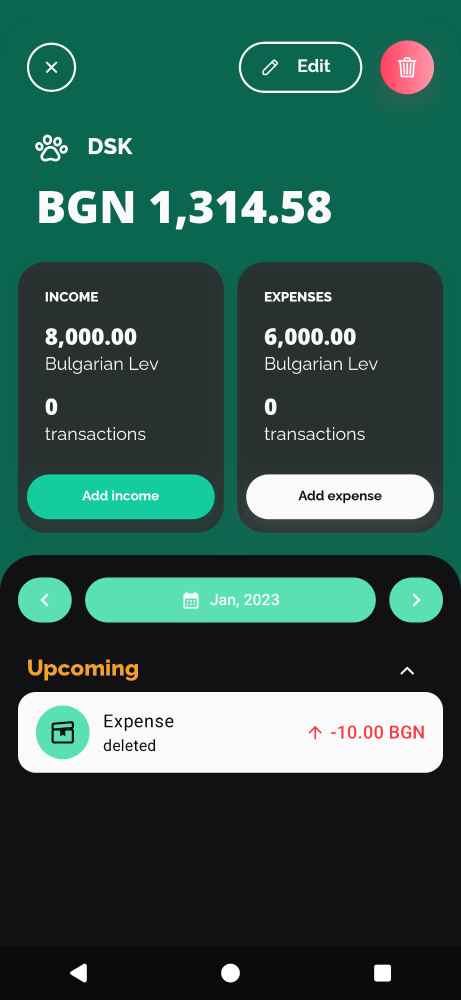 Edit
DSK
BGN 1,314.58
INCOME
8,000.00
Bulgarian Lev
0
transactions
Add income
EXPENSES
6,000.00
Bulgarian Lev
0
transactions
Add expense
Jan, 2023
Upcoming
Expense
deleted
-10.00 BGN